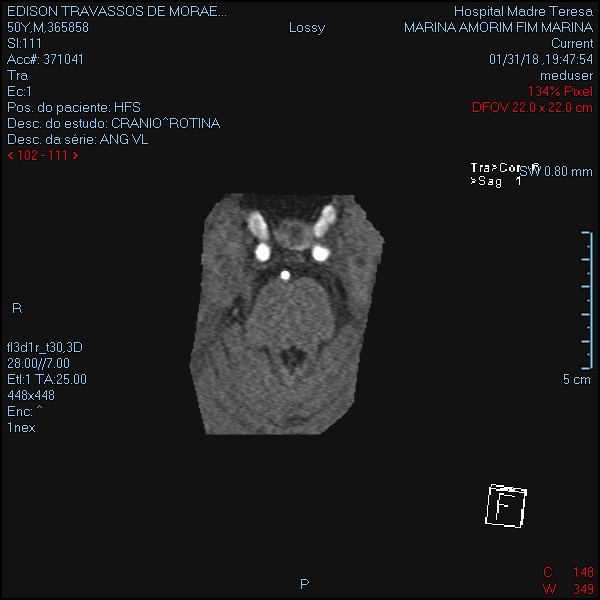 EDISON TRAVASSOS DE MORAE...
50Y,M,365858
Sl:111
Acc#: 371041
Tra
Ec:1
Pos. do paciente: HFS
Desc. do estudo: CRANIO^ROTINA
Desc. da série: ANG VL
< 102 - 111 >
Lossy
Hospital Madre Teresa
MARINA AMORIM FIM MARINA
Current
01/31/18 ,19:47:54
meduser
134% Pixel
DFOV 22.0 x 22.0 cm
Tra>Cor
SW 0.80 mm
>Sag 1
R
fl3d1r_t30,3D
28.00//7.00
Etl:1 TA:25.00
448x448
Enc: ^
1nex
5 cm
F
P
C 148
W 349